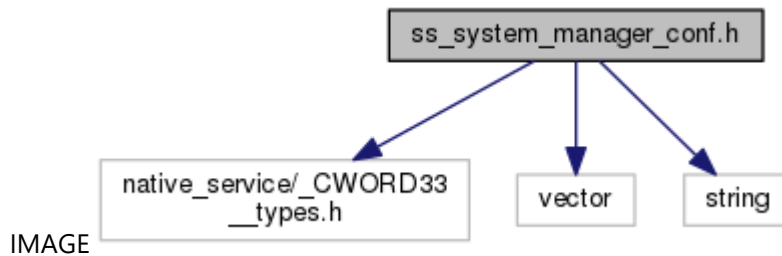 ss_system_manager_conf.h
native_service/_CWORD33
__types.h
vector
string
IMAGE